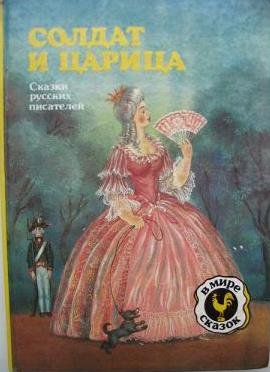 СОЛДАТ
И ЦАРИЦА
Сказки
русских
писателей
в мире
сказок